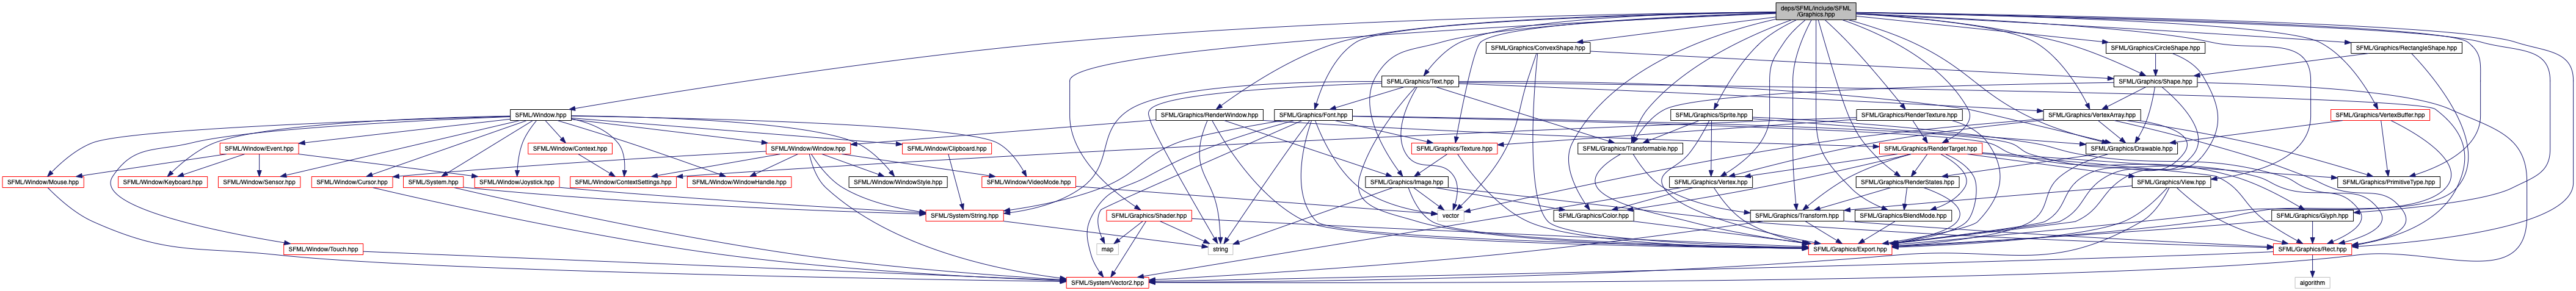 deps/SFML/include/SFML
/Graphics.hpp
SFML/Graphics/ConvexShape.hpp
SFML/Graphics/CircleShape.hpp
SFML/Graphics/RectangleShape.hpp
SFML/Graphics/Text.hpp
SFML/Graphics/Shape.hpp
SFML/Window.hpp
SFML/Graphics/RenderWindow.hpp
SFML/Graphics/Font.hpp
SFML/Graphics/Sprite.hpp
SFML/Graphics/RenderTexture.hpp
SFML/Graphics/VertexArray.hpp
SFML/Graphics/VertexBuffer.hpp
SFML/Window/Event.hpp
SFML/Window/Context.hpp
SFML/Window/Window.hpp
SFML/Window/Clipboard.hpp
SFML/Graphics/Texture.hpp
SFML/Graphics/Transformable.hpp
SFML/Graphics/RenderTarget.hpp
SFML/Graphics/Drawable.hpp
SFML/Window/Mouse.hpp
SFML/Window/Keyboard.hpp
SFML/Window/Sensor.hpp
SFML/Window/Cursor.hpp
SFML/System.hpp
SFML/Window/Joystick.hpp
SFML/Window/ContextSettings.hpp
SFML/Window/WindowHandle.hpp
SFML/Window/WindowStyle.hpp
SFML/Window/VideoMode.hpp
SFML/Graphics/Image.hpp
SFML/Graphics/Vertex.hpp
SFML/Graphics/RenderStates.hpp
SFML/Graphics/View.hpp
SFML/Graphics/PrimitiveType.hpp
SFML/System/String.hpp
SFML/Graphics/Shader.hpp
vector
SFML/Graphics/Color.hpp
SFML/Graphics/Transform.hpp
SFML/Graphics/BlendMode.hpp
SFML/Graphics/Glyph.hpp
SFML/Window/Touch.hpp
map
string
SFML/Graphics/Export.hpp
SFML/Graphics/Rect.hpp
SFML/System/Vector2.hpp
algorithm